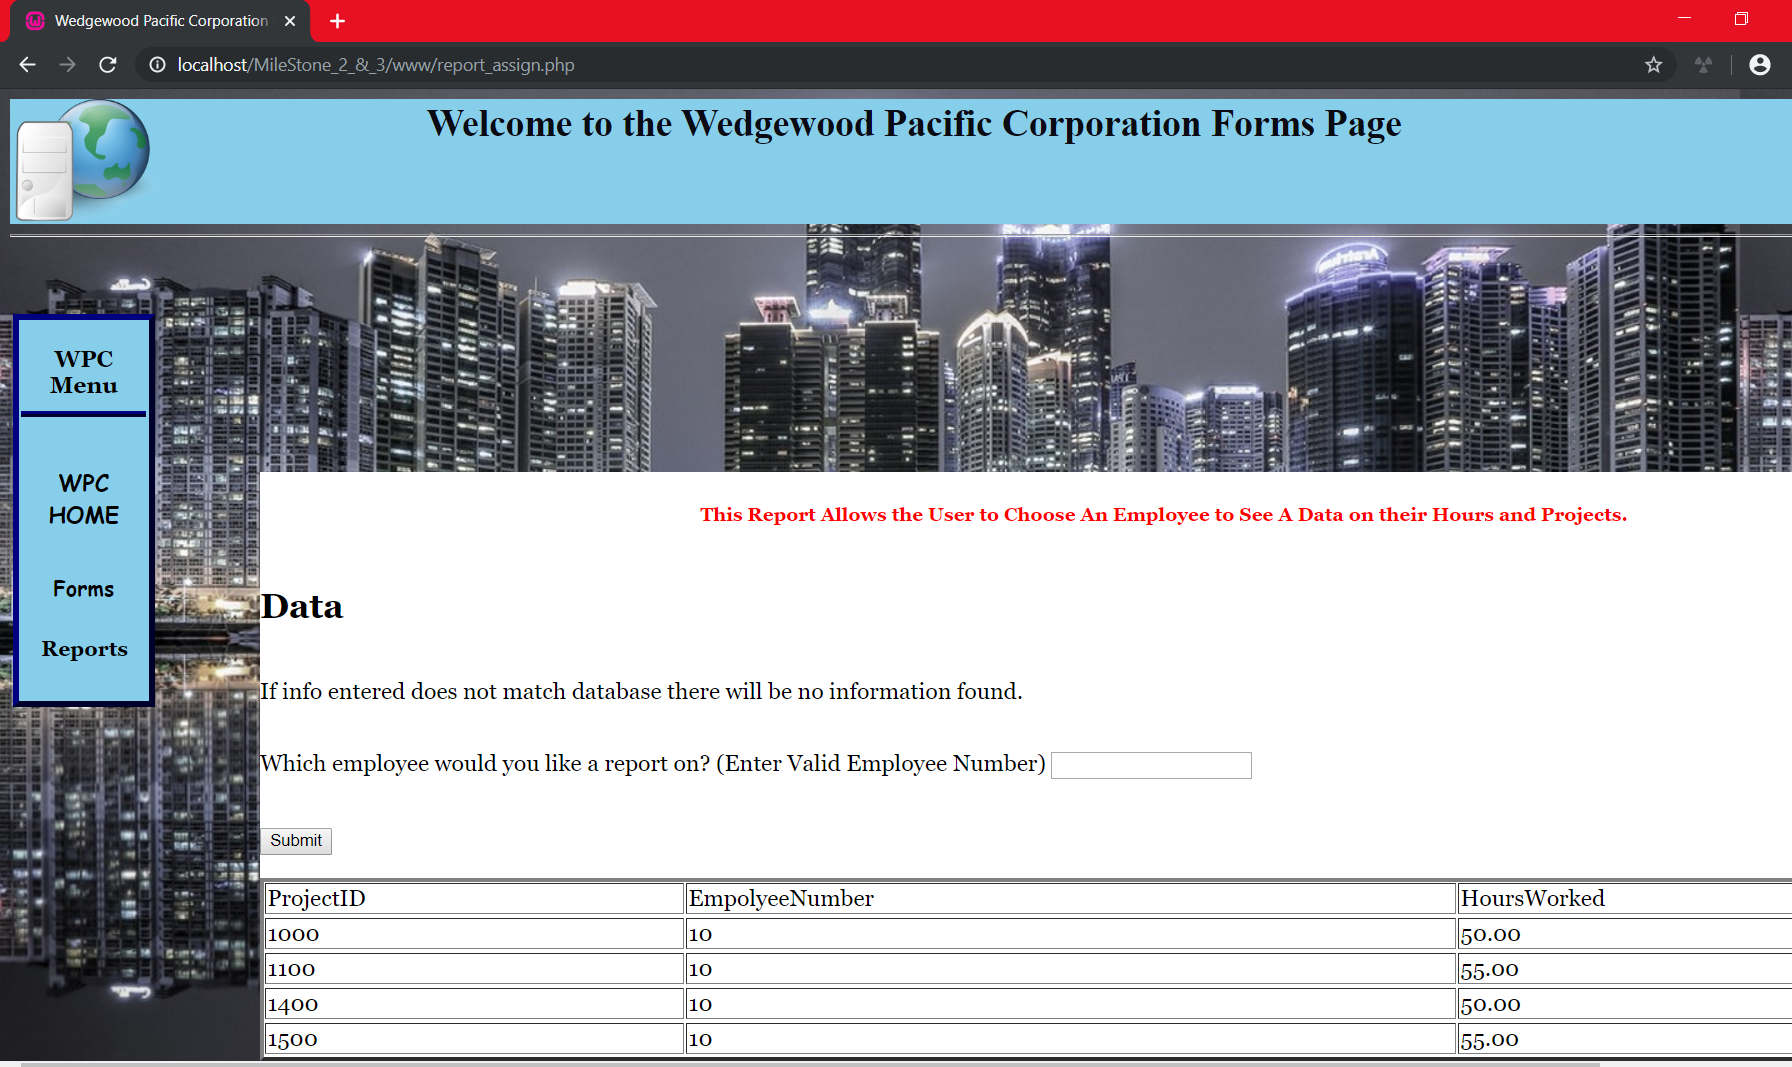 Wedgewood Pacific Corporation
localhost/MileStone_2_&_3/www/report_assign.php
Welcome to the Wedgewood Pacific Corporation Forms Page
WPC
Menu
WPC
HOME
Forms
Reports
This Report Allows the User to Choose An Employee to See A Data on their Hours and Projects.
Data
If info entered does not match database there will be no information found.
Which employee would you like a report on? (Enter Valid Employee Number)
Submit
ProjectID EmpolyeeNumber HoursWorked
1000 10 50.00
1100 10 55.00
1400 10 50.00
1500 10 55.00